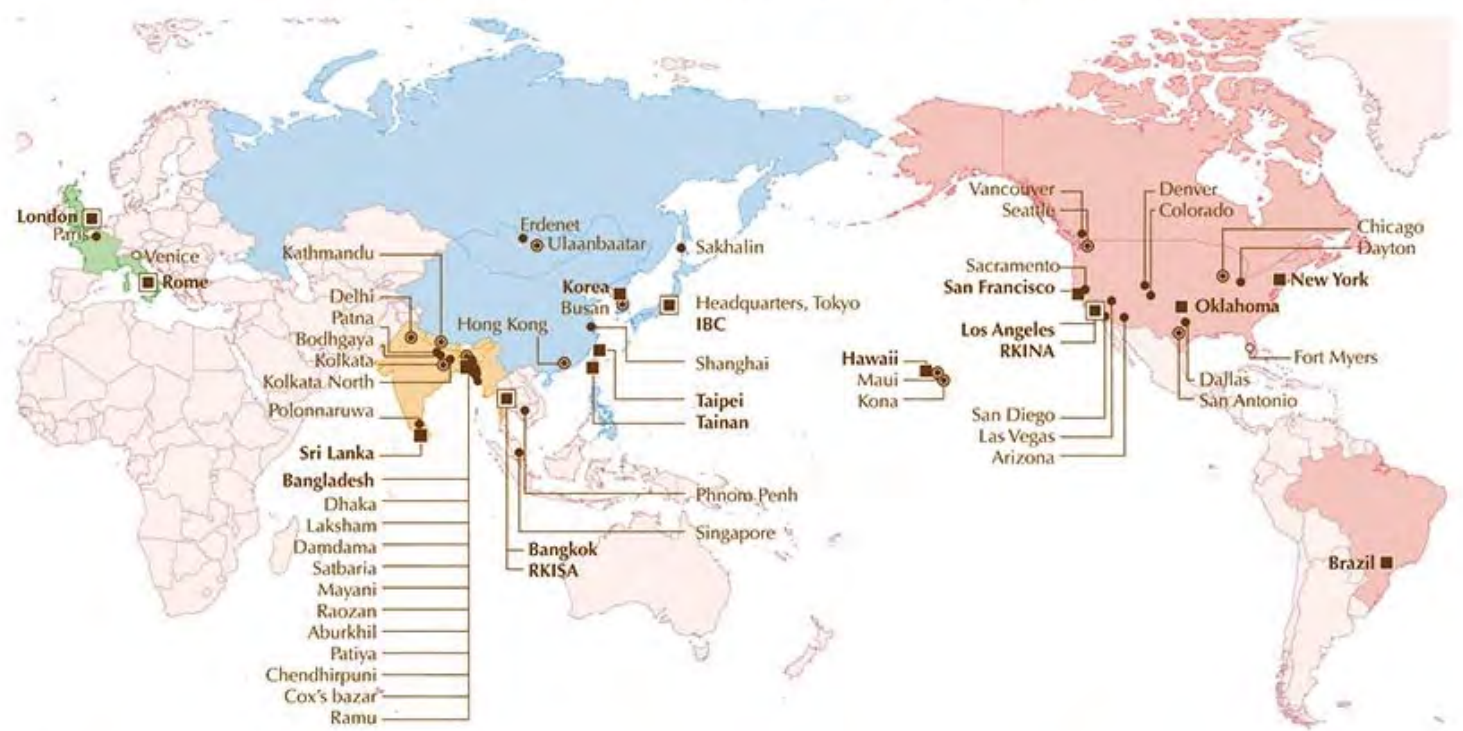 London
Paris
Venice
Rome
Kathmandu
Delhi
Patna
Bodhgaya
Kolkata
Kolkata North
Polonnaruwa
Sri Lanka
Bangladesh
Dhaka
Laksham
Damdama
Satbaria
Mayani
Raozan
Aburkhil
Patiya
Chendhirpuni
Cox's bazar
Ramu
Erdenet
Ulaanbaatar
Sakhalin
Korea
Busan
Hong Kong
Headquarters, Tokyo
IBC
Shanghai
Taipei
Tainan
Phnom Penh
Singapore
Bangkok
RKISA
Vancouver
Seattle
Denver
Colorado
Chicago
Dayton
Sacramento
San Francisco
New York
Oklahoma
Los Angeles
RKINA
Hawaii
Maui
Kona
Fort Myers
Dallas
San Antonio
San Diego
Las Vegas
Arizona
Brazil